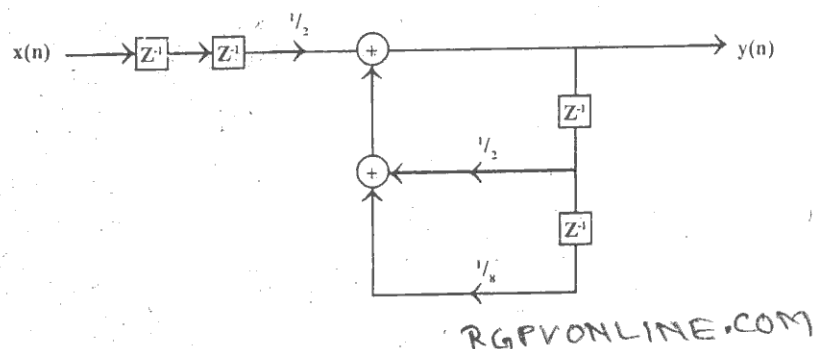 x(n) Z⁻¹ Z⁻¹ ¹/₂ + y(n)
Z⁻¹
+ ¹/₂
Z⁻¹
¹/₈
RGPVONLINE.COM